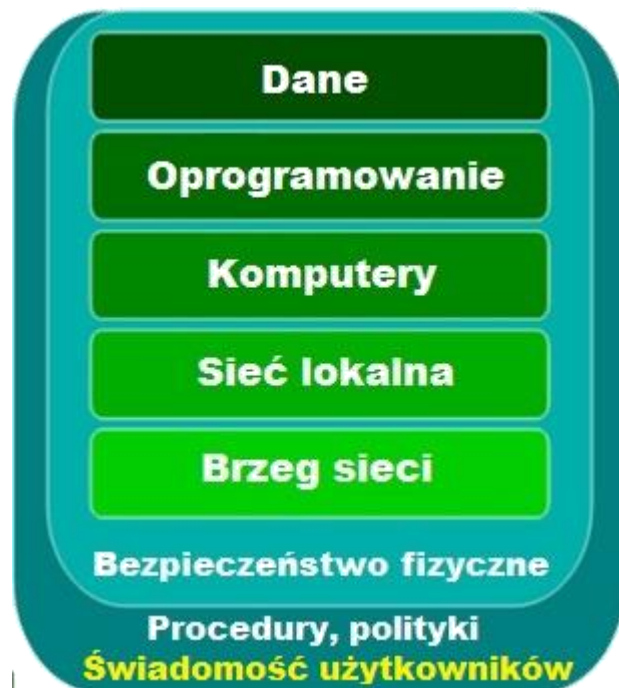 Dane
Oprogramowanie
Komputery
Sieć lokalna
Brzeg sieci
Bezpieczeństwo fizyczne
Procedury, polityki
Świadomość użytkowników